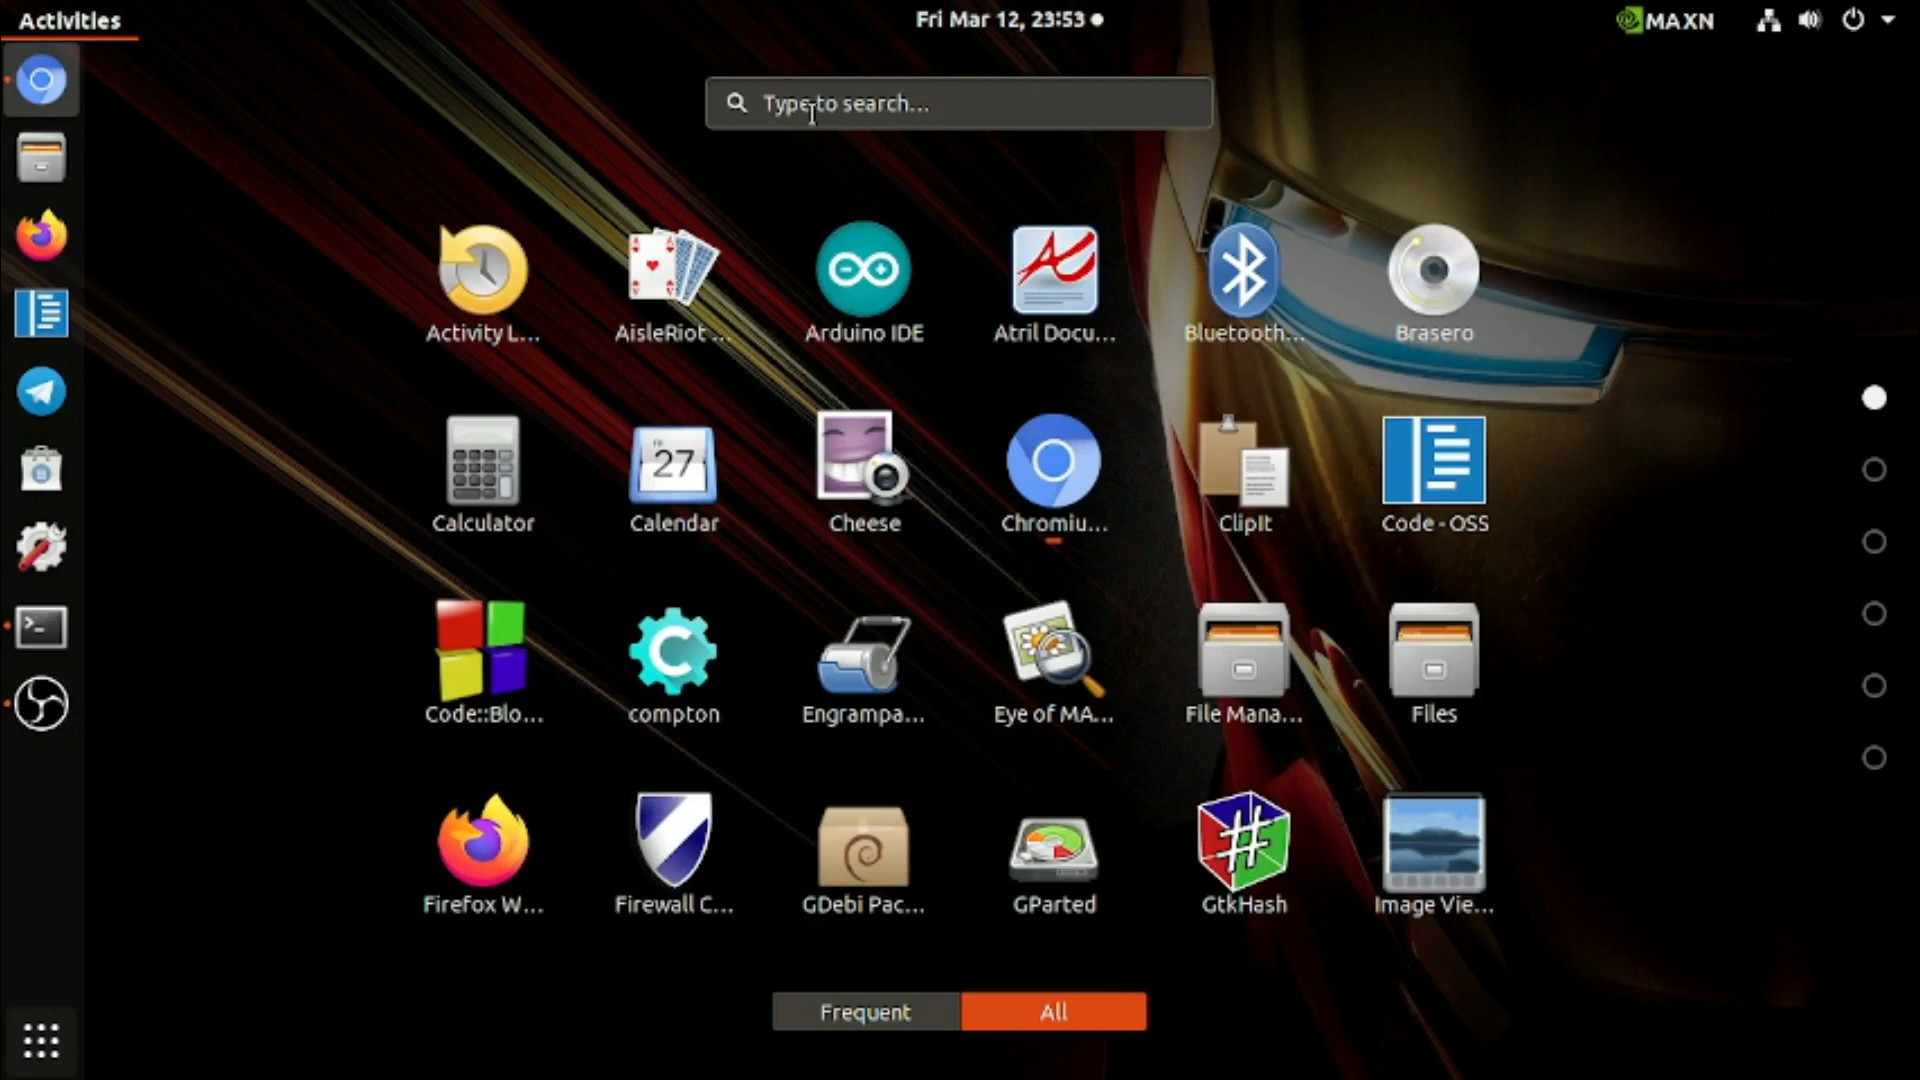 Activities
Fri Mar 12, 23:53
MAXN
Type to search...
Activity L...
AisleRiot ...
Arduino IDE
Atril Docu...
Bluetooth...
Brasero
27
Calculator
Calendar
Cheese
Chromiu...
ClipIt
Code - OSS
Code::Blo...
compton
Engrampa...
Eye of MA...
File Mana...
Files
Firefox W...
Firewall C...
GDebi Pac...
GParted
GtkHash
Image Vie...
Frequent
All